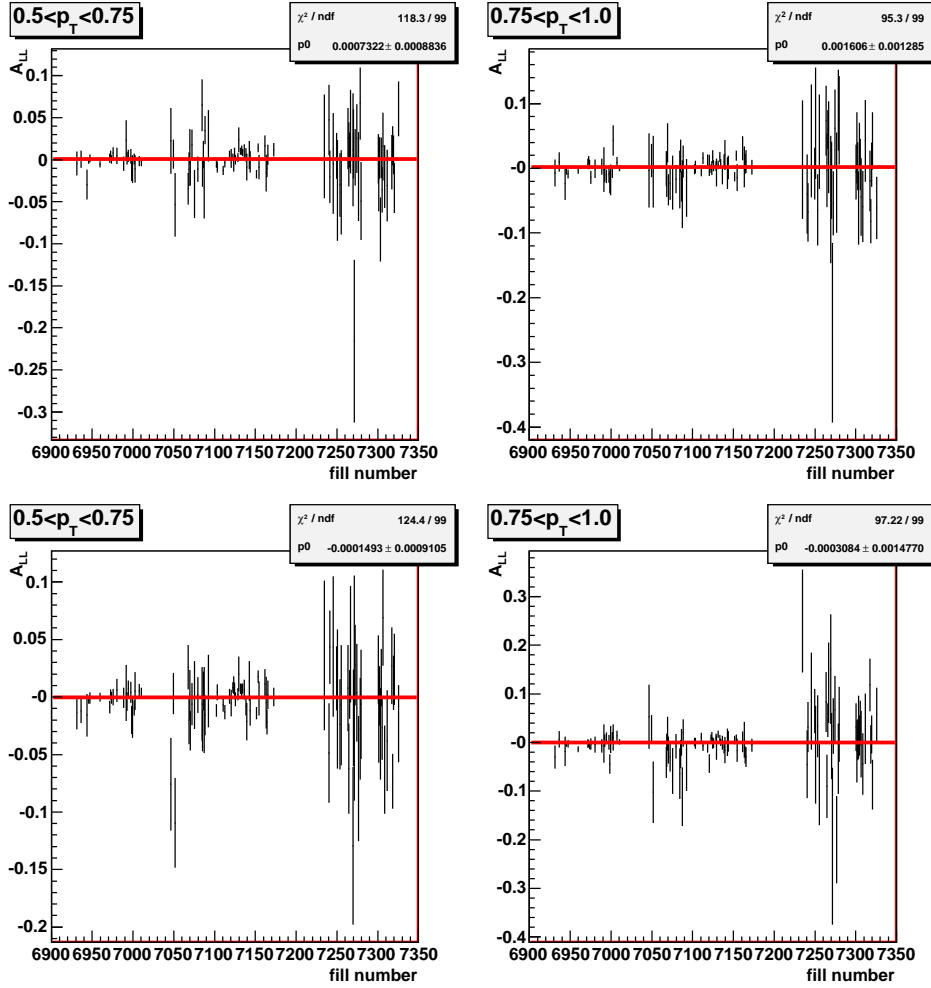 0.5<p_T<0.75
χ² / ndf 118.3 / 99
p0 0.0007322 ± 0.0008836
A_LL
0.1
0.05
0
-0.05
-0.1
-0.15
-0.2
-0.25
-0.3
6900 6950 7000 7050 7100 7150 7200 7250 7300 7350
fill number
0.75<p_T<1.0
χ² / ndf 95.3 / 99
p0 0.001606 ± 0.001285
A_LL
0.1
-0
-0.1
-0.2
-0.3
-0.4
6900 6950 7000 7050 7100 7150 7200 7250 7300 7350
fill number
0.5<p_T<0.75
χ² / ndf 124.4 / 99
p0 -0.0001493 ± 0.0009105
A_LL
0.1
0.05
-0
-0.05
-0.1
-0.15
-0.2
6900 6950 7000 7050 7100 7150 7200 7250 7300 7350
fill number
0.75<p_T<1.0
χ² / ndf 97.22 / 99
p0 -0.0003084 ± 0.0014770
A_LL
0.3
0.2
0.1
-0
-0.1
-0.2
-0.3
-0.4
6900 6950 7000 7050 7100 7150 7200 7250 7300 7350
fill number